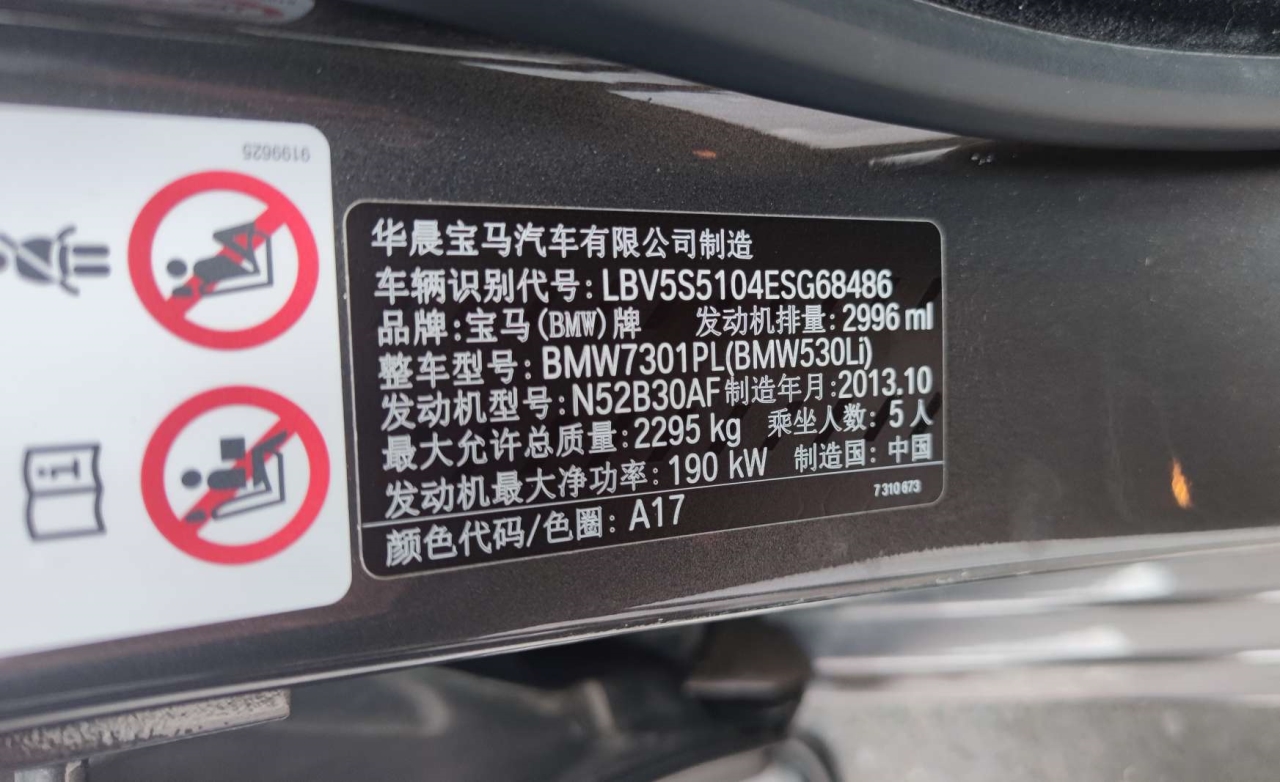 9199625
华晨宝马汽车有限公司制造
车辆识别代号: LBV5S5104ESG68486
品牌: 宝马(BMW)牌 发动机排量: 2996 ml
整车型号: BMW7301PL(BMW530Li)
发动机型号: N52B30AF 制造年月: 2013.10
最大允许总质量: 2295 kg 乘坐人数: 5 人
发动机最大净功率: 190 kW 制造国: 中国
7 310 673
颜色代码/色圈: A17